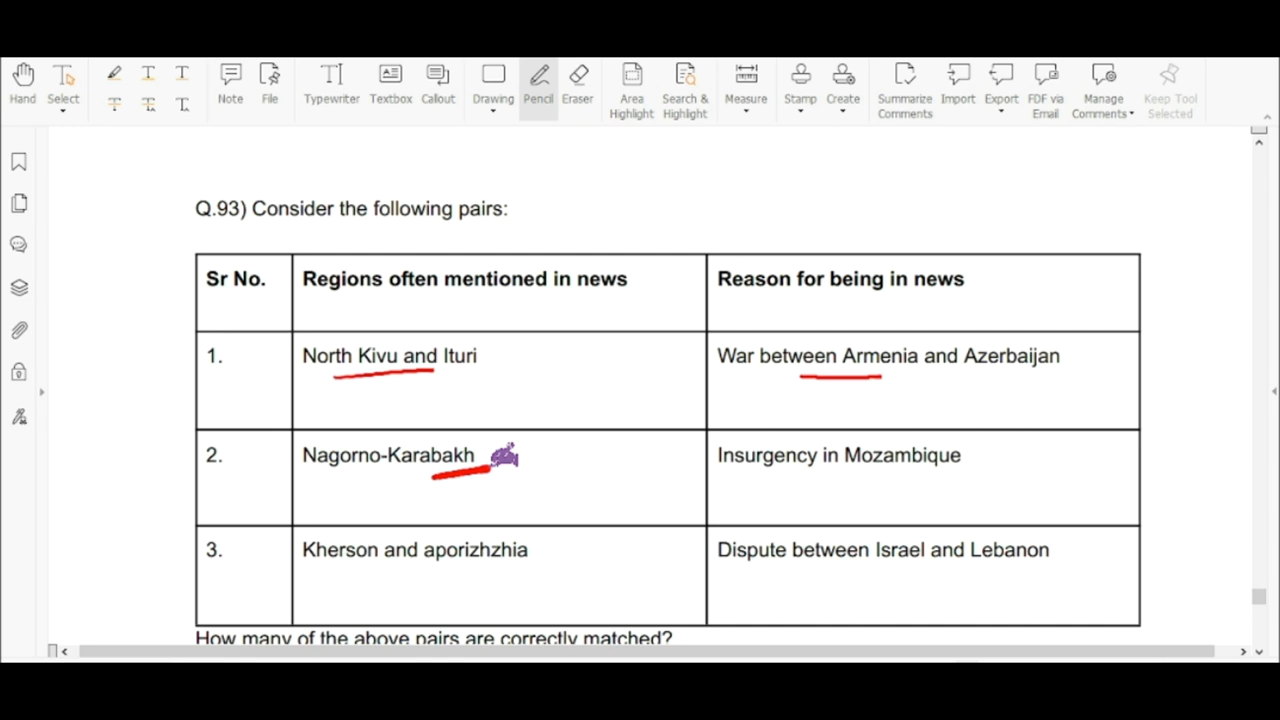 Hand Select Note File Typewriter Textbox Callout Drawing Pencil Eraser Area Highlight Search & Highlight Measure Stamp Create Summarize Comments Import Export FDF via Email Manage Comments Keep Tool Selected
Q.93) Consider the following pairs:
Sr No. Regions often mentioned in news Reason for being in news
1. North Kivu and Ituri War between Armenia and Azerbaijan
2. Nagorno-Karabakh Insurgency in Mozambique
3. Kherson and aporizhzhia Dispute between Israel and Lebanon
How many of the above pairs are correctly matched?